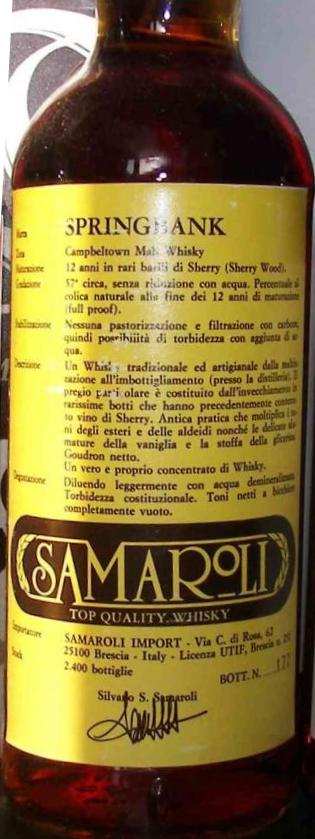 Marca SPRINGBANK
Zona Campbeltown Malt Whisky
Maturazione 12 anni in rari barili di Sherry (Sherry Wood).
Gradazione 57° circa, senza riduzione con acqua. Percentuale al-
colica naturale alla fine dei 12 anni di maturazione
(full proof).
Stabilizzazione Nessuna pastorizzazione e filtrazione con carbone,
quindi possibilità di torbidezza con aggiunta di ac-
qua.
Descrizione Un Whisky tradizionale ed artigianale dalla
all'imbottigliamento (presso la distilleria). Il
pregio particolare è costituito dall'invecchiamento in
rarissime botti che hanno precedentemente
to vino di Sherry. Antica pratica che moltiplica i to-
ni degli esteri e delle aldeidi nonché le delicate
mature della vaniglia e la stoffa della glicerina
Goudron netto.
Un vero e proprio concentrato di Whisky.
Degustazione Diluendo leggermente con acqua demineralizzata
Torbidezza costituzionale. Toni netti a bicchiere
completamente vuoto.
SAMAROLI
TOP QUALITY WHISKY
Importatore SAMAROLI IMPORT - Via C. di Rosa, 62
25100 Brescia - Italy - Licenza UTIF, Brescia n.
Stock 2.400 bottiglie
BOTT. N.
Silvano S. Samaroli